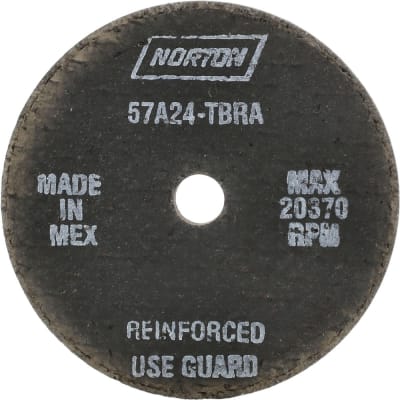 NORTON
57A24-TBRA
MADE
IN
MEX
MAX
20370
RPM
REINFORCED
USE GUARD